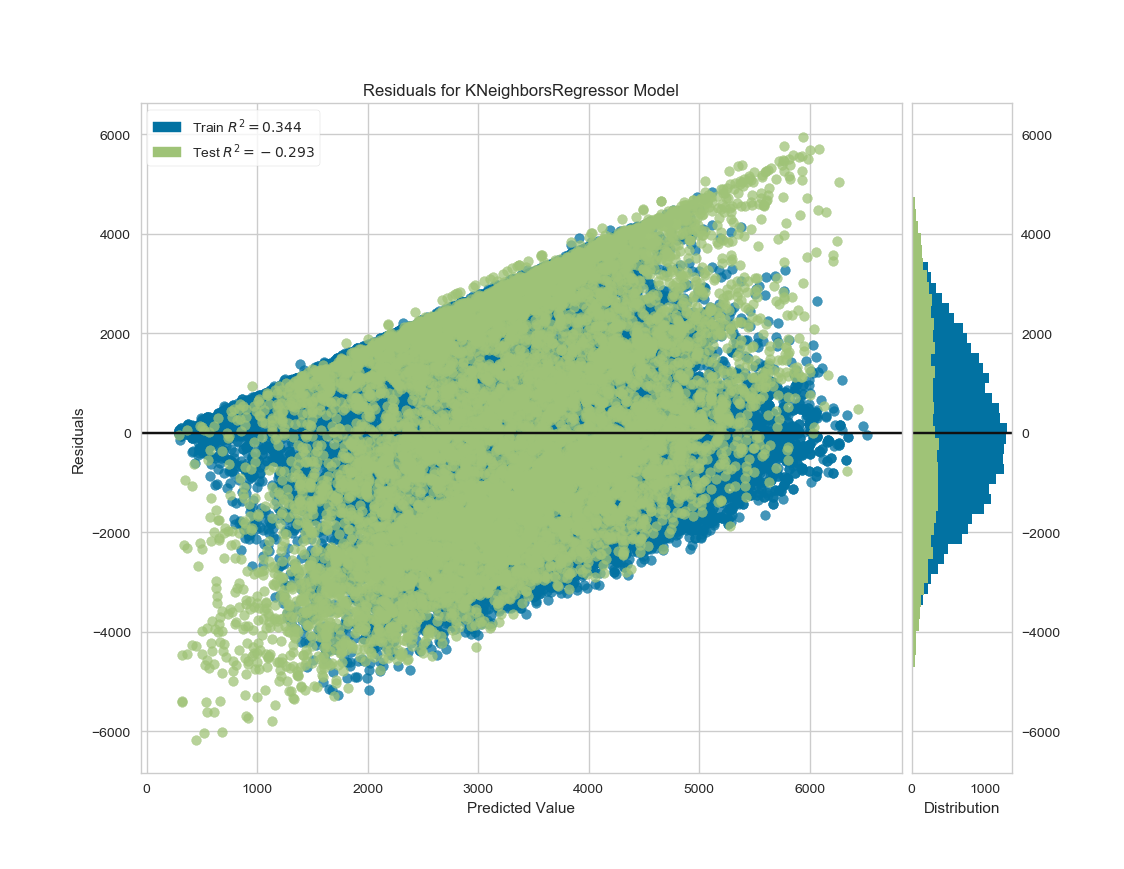 Residuals for KNeighborsRegressor Model
Train R² = 0.344
Test R² = −0.293
Residuals
6000
4000
2000
0
−2000
−4000
−6000
0 1000 2000 3000 4000 5000 6000
Predicted Value
6000
4000
2000
0
−2000
−4000
−6000
0 1000
Distribution